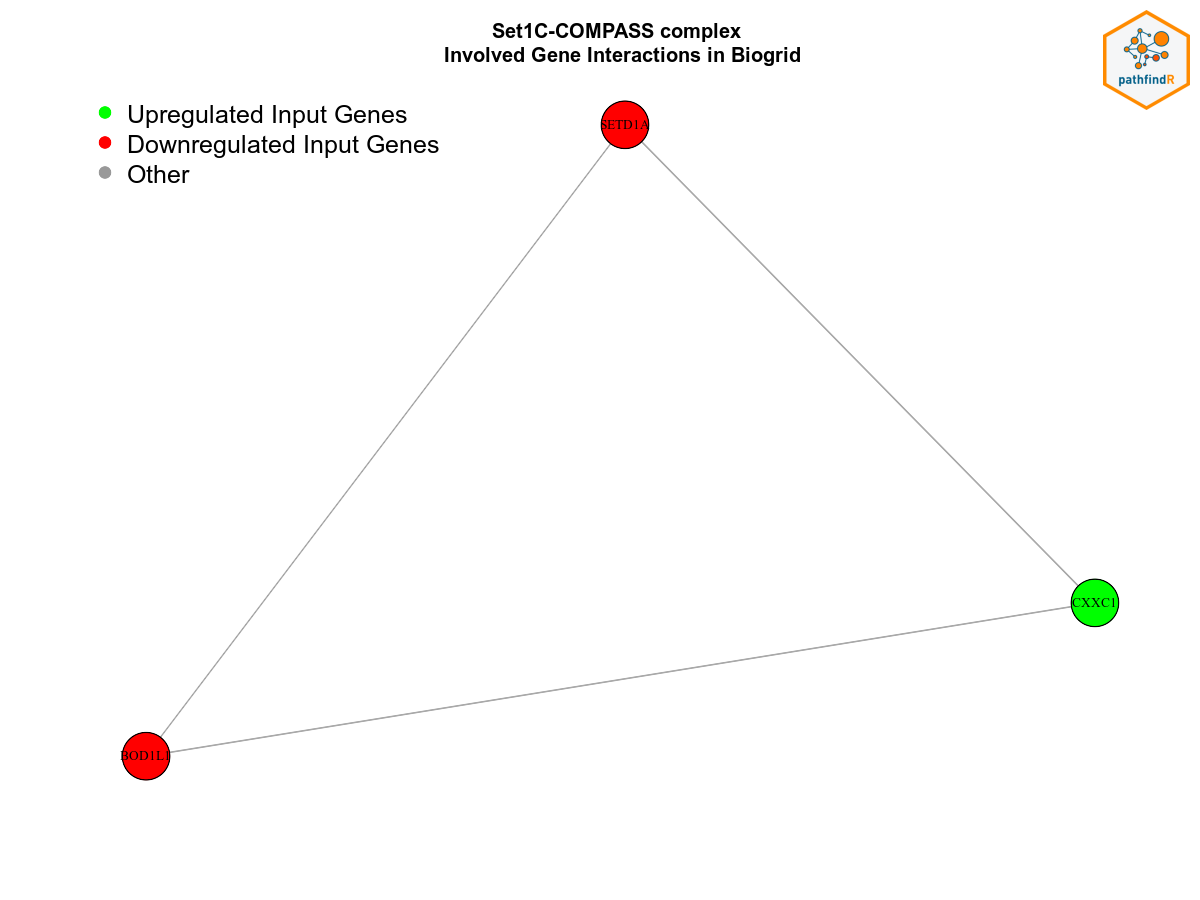 Set1C-COMPASS complex
Involved Gene Interactions in Biogrid
pathfindR
Upregulated Input Genes
Downregulated Input Genes
Other
SETD1A
CXXC1
BOD1L1